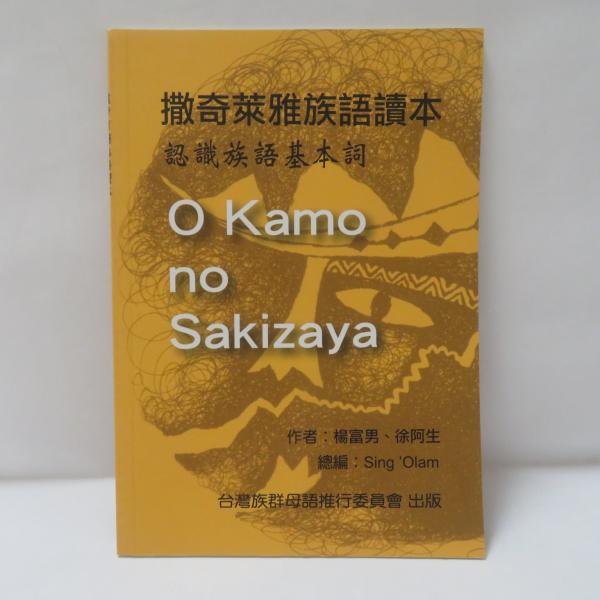 撒奇萊雅族語讀本
認識族語基本詞
O Kamo
no
Sakizaya
作者：楊富男、徐阿生
總編：Sing 'Olam
台灣族群母語推行委員會 出版